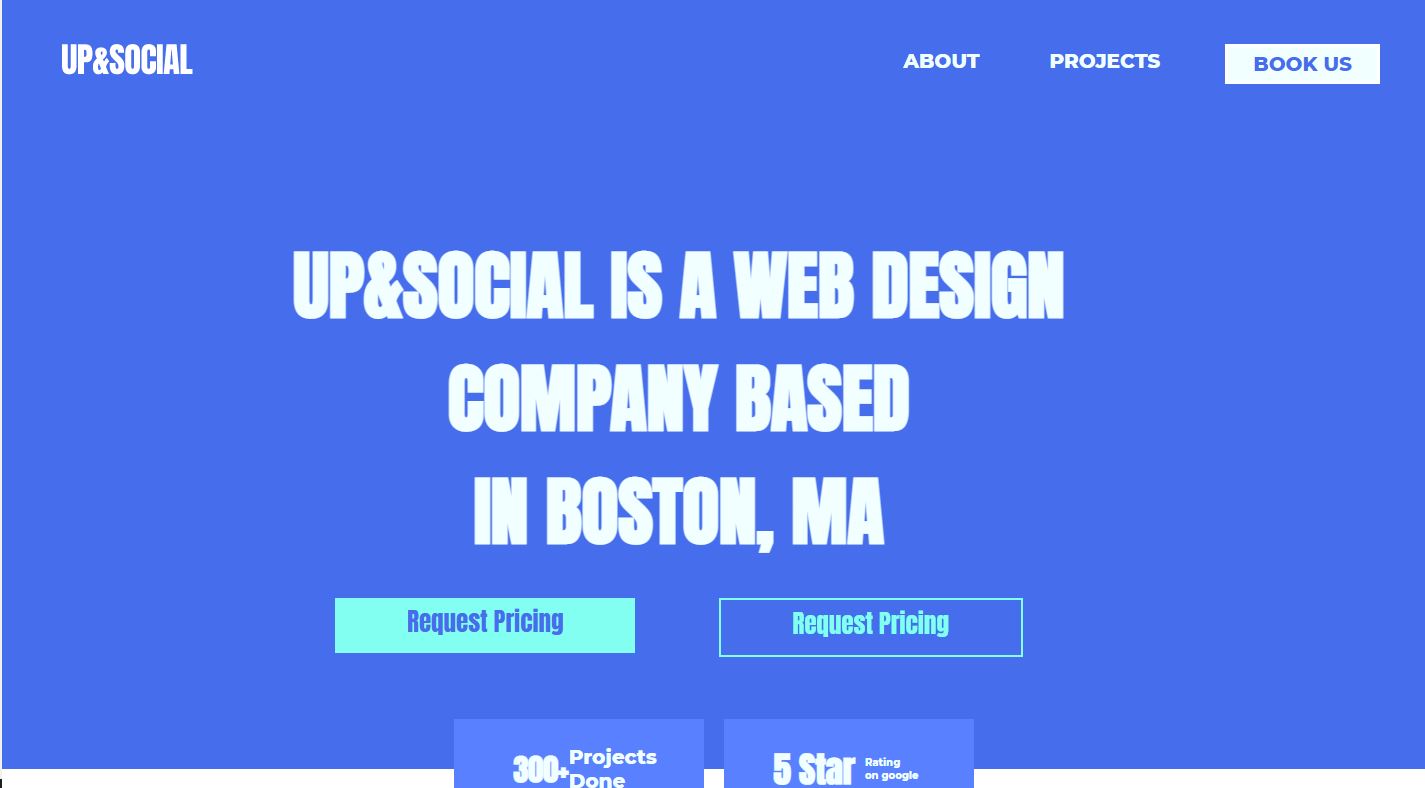 UP&SOCIAL
ABOUT PROJECTS BOOK US
UP&SOCIAL IS A WEB DESIGN
COMPANY BASED
IN BOSTON, MA
Request Pricing Request Pricing
300+ Projects
Done
5 Star Rating
on google